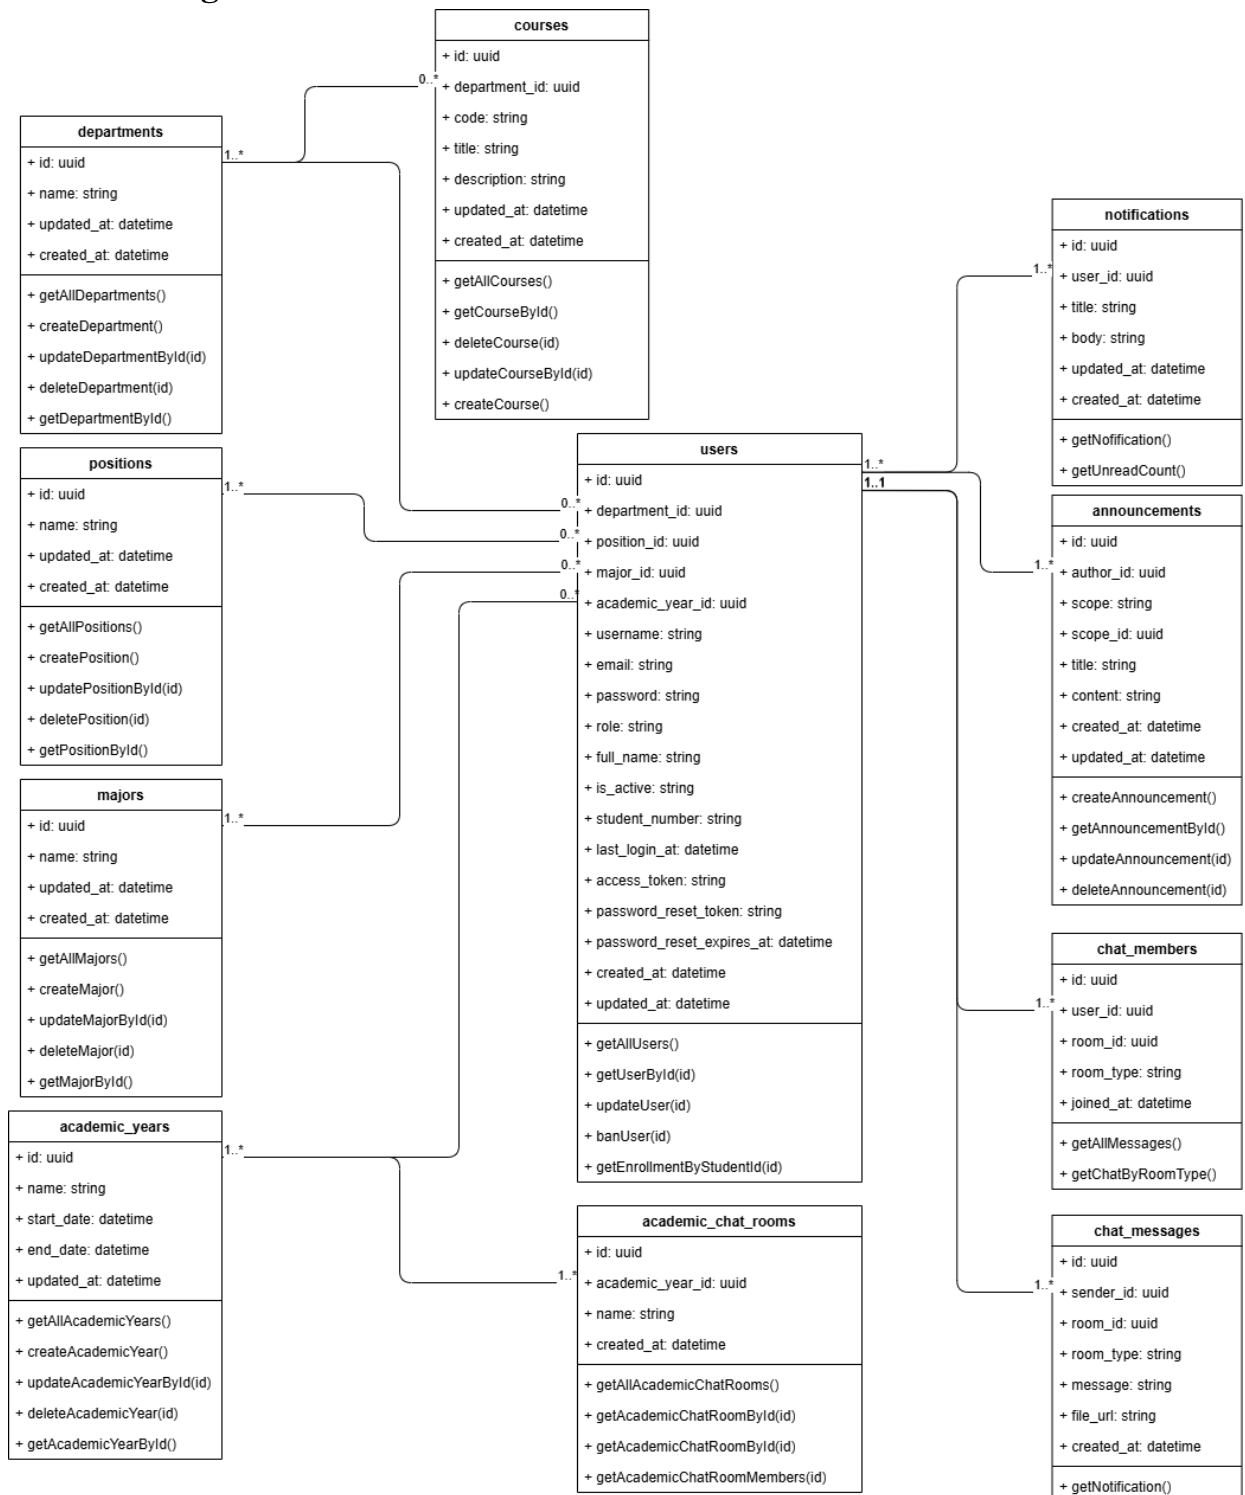 courses
+ id: uuid
+ department_id: uuid
+ code: string
+ title: string
+ description: string
+ updated_at: datetime
+ created_at: datetime
+ getAllCourses()
+ getCourseById()
+ deleteCourse(id)
+ updateCourseById(id)
+ createCourse()
0..*
departments
+ id: uuid
+ name: string
+ updated_at: datetime
+ created_at: datetime
+ getAllDepartments()
+ createDepartment()
+ updateDepartmentById(id)
+ deleteDepartment(id)
+ getDepartmentById()
1..*
positions
+ id: uuid
+ name: string
+ updated_at: datetime
+ created_at: datetime
+ getAllPositions()
+ createPosition()
+ updatePositionById(id)
+ deletePosition(id)
+ getPositionById()
1..*
majors
+ id: uuid
+ name: string
+ updated_at: datetime
+ created_at: datetime
+ getAllMajors()
+ createMajor()
+ updateMajorById(id)
+ deleteMajor(id)
+ getMajorById()
1..*
academic_years
+ id: uuid
+ name: string
+ start_date: datetime
+ end_date: datetime
+ updated_at: datetime
+ getAllAcademicYears()
+ createAcademicYear()
+ updateAcademicYearById(id)
+ deleteAcademicYear(id)
+ getAcademicYearById()
1..*
users
+ id: uuid
+ department_id: uuid
+ position_id: uuid
+ major_id: uuid
+ academic_year_id: uuid
+ username: string
+ email: string
+ password: string
+ role: string
+ full_name: string
+ is_active: string
+ student_number: string
+ last_login_at: datetime
+ access_token: string
+ password_reset_token: string
+ password_reset_expires_at: datetime
+ created_at: datetime
+ updated_at: datetime
+ getAllUsers()
+ getUserById(id)
+ updateUser(id)
+ banUser(id)
+ getEnrollmentByStudentId(id)
0..*
0..*
0..*
0..*
1..*
1..1
academic_chat_rooms
+ id: uuid
+ academic_year_id: uuid
+ name: string
+ created_at: datetime
+ getAllAcademicChatRooms()
+ getAcademicChatRoomById(id)
+ getAcademicChatRoomById(id)
+ getAcademicChatRoomMembers(id)
1..*
notifications
+ id: uuid
+ user_id: uuid
+ title: string
+ body: string
+ updated_at: datetime
+ created_at: datetime
+ getNofification()
+ getUnreadCount()
1..*
announcements
+ id: uuid
+ author_id: uuid
+ scope: string
+ scope_id: uuid
+ title: string
+ content: string
+ created_at: datetime
+ updated_at: datetime
+ createAnnouncement()
+ getAnnouncementById()
+ updateAnnouncement(id)
+ deleteAnnouncement(id)
1..*
chat_members
+ id: uuid
+ user_id: uuid
+ room_id: uuid
+ room_type: string
+ joined_at: datetime
+ getAllMessages()
+ getChatByRoomType()
1..*
chat_messages
+ id: uuid
+ sender_id: uuid
+ room_id: uuid
+ room_type: string
+ message: string
+ file_url: string
+ created_at: datetime
+ getNotification()
1..*